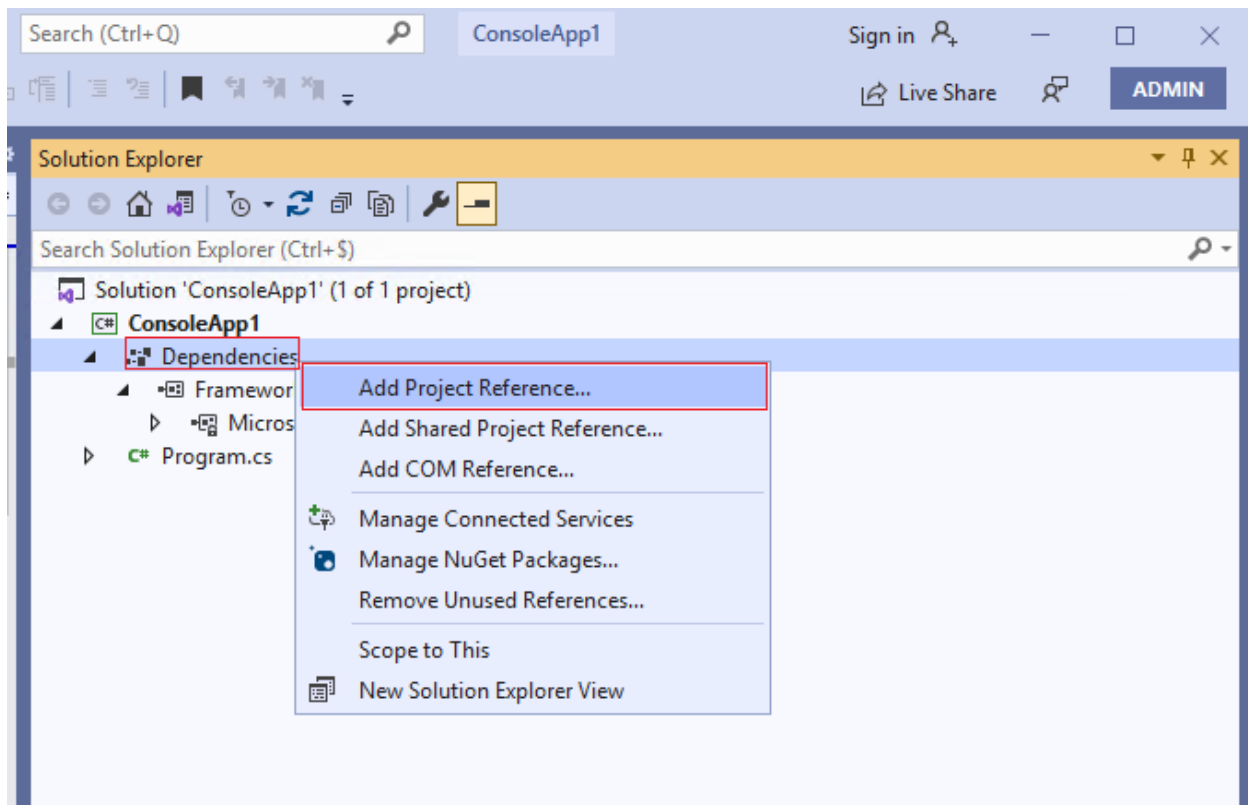 Search (Ctrl+Q)
ConsoleApp1
Sign in
Live Share
ADMIN
Solution Explorer
Search Solution Explorer (Ctrl+$)
Solution 'ConsoleApp1' (1 of 1 project)
C# ConsoleApp1
Dependencies
Framewor
Micros
C# Program.cs
Add Project Reference...
Add Shared Project Reference...
Add COM Reference...
Manage Connected Services
Manage NuGet Packages...
Remove Unused References...
Scope to This
New Solution Explorer View